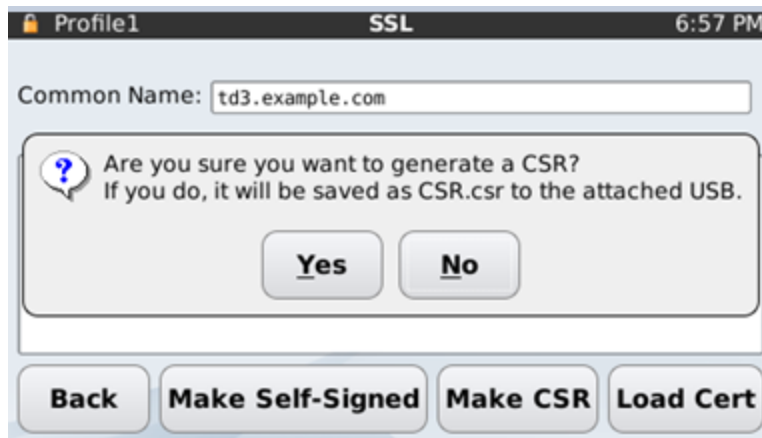 Profile1 SSL 6:57 PM
Common Name: td3.example.com
? Are you sure you want to generate a CSR?
If you do, it will be saved as CSR.csr to the attached USB.
Yes No
Back Make Self-Signed Make CSR Load Cert